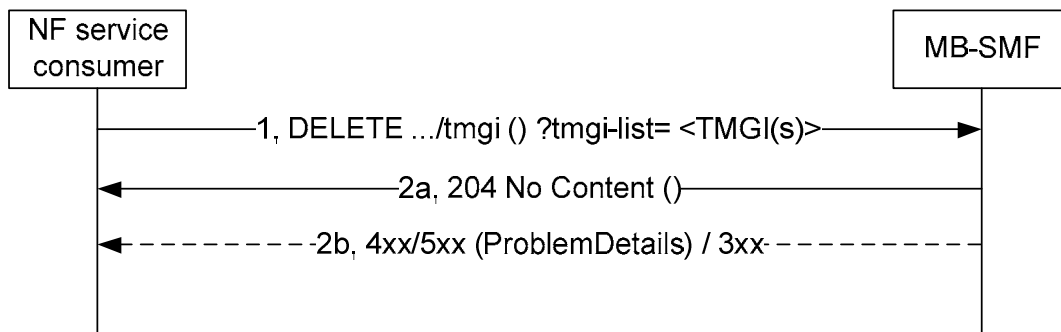 NF service
consumer
MB-SMF
1, DELETE .../tmgi () ?tmgi-list= <TMGI(s)>
2a, 204 No Content ()
2b, 4xx/5xx (ProblemDetails) / 3xx